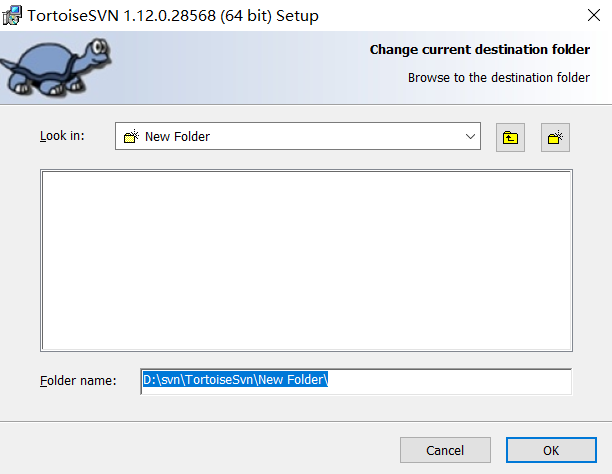 TortoiseSVN 1.12.0.28568 (64 bit) Setup
Change current destination folder
Browse to the destination folder
Look in: New Folder
Folder name: D:\svn\TortoiseSvn\New Folder\
Cancel OK